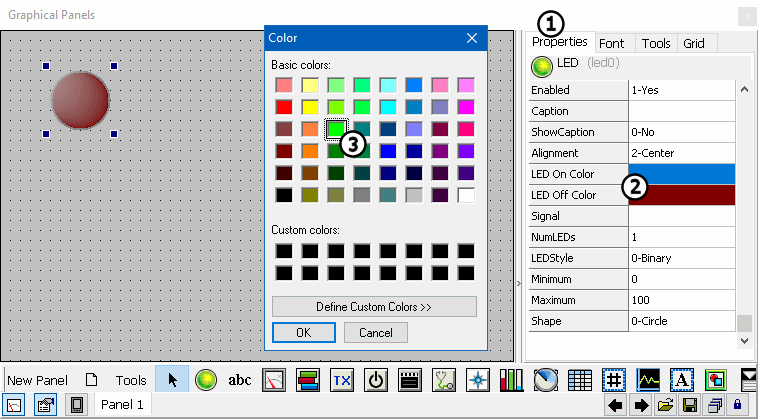 Graphical Panels
x
1
Color
Basic colors:
3
Custom colors:
Define Custom Colors >>
OK
Cancel
Properties
Font
Tools
Grid
LED (led0)
Enabled 1-Yes
Caption
ShowCaption 0-No
Alignment 2-Center
LED On Color
LED Off Color
2
Signal
NumLEDs 1
LEDStyle 0-Binary
Minimum 0
Maximum 100
Shape 0-Circle
New Panel
Tools
abc
TX
#
A
Panel 1